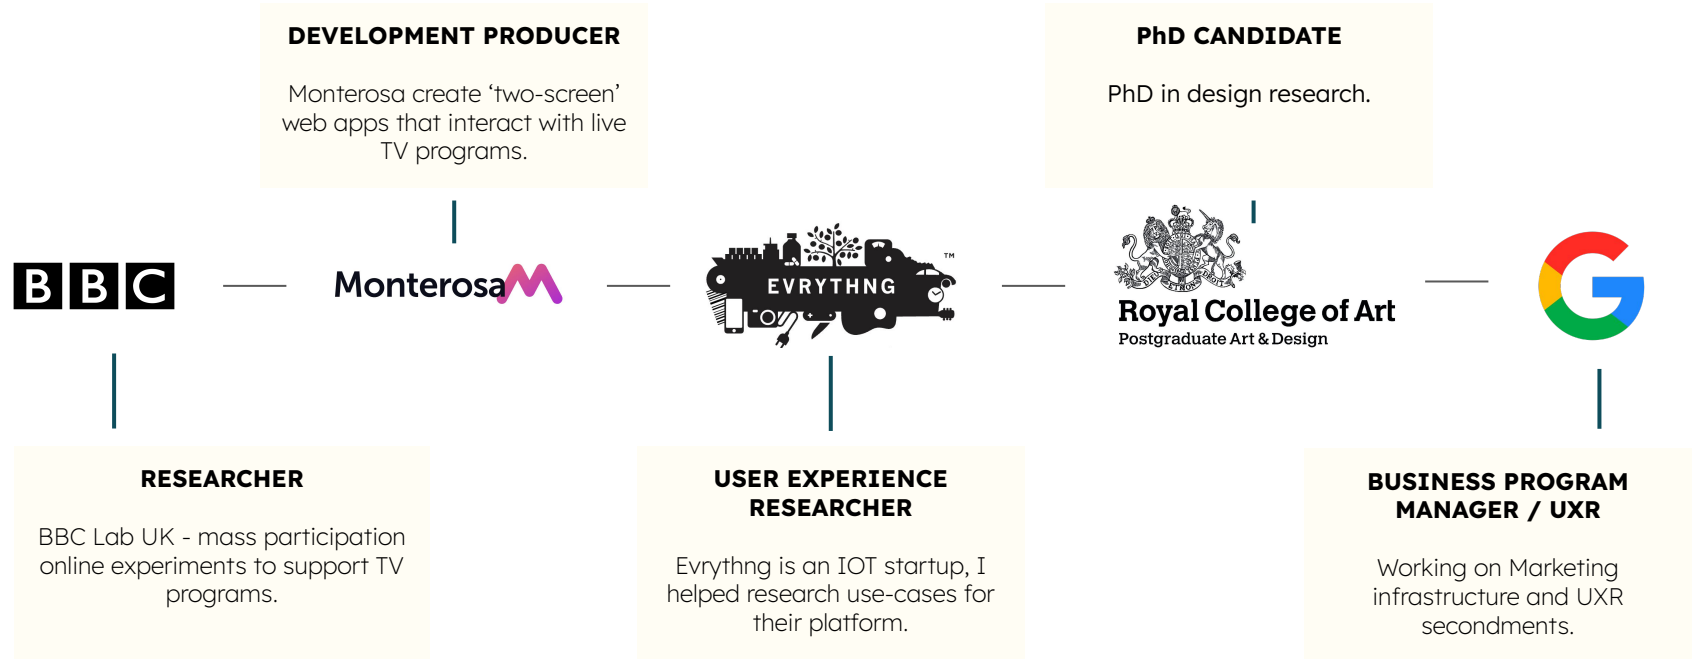 DEVELOPMENT PRODUCER
Monterosa create ‘two-screen’
web apps that interact with live
TV programs.
PhD CANDIDATE
PhD in design research.
BBC
Monterosa
EVRYTHNG
TM
Royal College of Art
Postgraduate Art & Design
G
RESEARCHER
BBC Lab UK - mass participation
online experiments to support TV
programs.
USER EXPERIENCE
RESEARCHER
Evrythng is an IOT startup, I
helped research use-cases for
their platform.
BUSINESS PROGRAM
MANAGER / UXR
Working on Marketing
infrastructure and UXR
secondments.